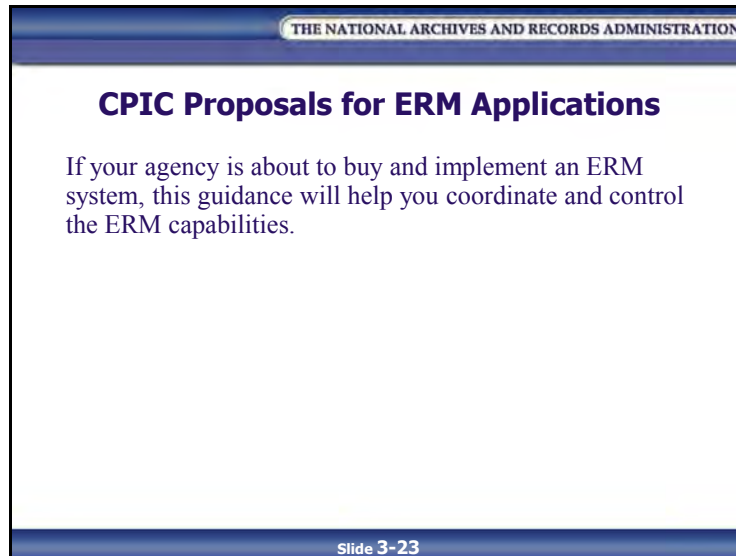 THE NATIONAL ARCHIVES AND RECORDS ADMINISTRATION
CPIC Proposals for ERM Applications
If your agency is about to buy and implement an ERM
system, this guidance will help you coordinate and control
the ERM capabilities.
Slide 3-23